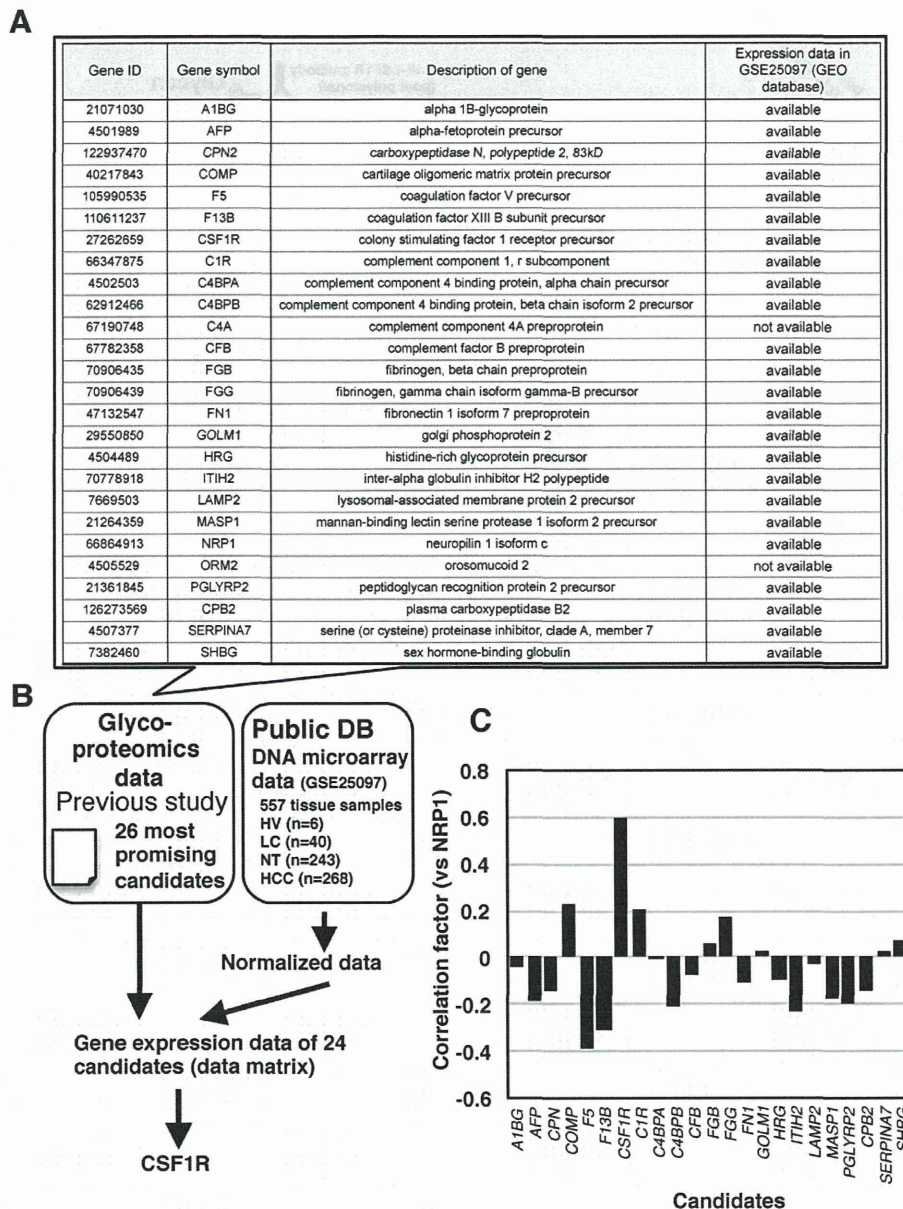 A
Gene ID Gene symbol Description of gene Expression data in GSE25097 (GEO database)
21071030 A1BG alpha 1B-glycoprotein available
4501989 AFP alpha-fetoprotein precursor available
122937470 CPN2 carboxypeptidase N, polypeptide 2, 83kD available
40217843 COMP cartilage oligomeric matrix protein precursor available
105990535 F5 coagulation factor V precursor available
110611237 F13B coagulation factor XIII B subunit precursor available
27262659 CSF1R colony stimulating factor 1 receptor precursor available
66347875 C1R complement component 1, r subcomponent available
4502503 C4BPA complement component 4 binding protein, alpha chain precursor available
62912466 C4BPB complement component 4 binding protein, beta chain isoform 2 precursor available
67190748 C4A complement component 4A preproprotein not available
67782358 CFB complement factor B preproprotein available
70906435 FGB fibrinogen, beta chain preproprotein available
70906439 FGG fibrinogen, gamma chain isoform gamma-B precursor available
47132547 FN1 fibronectin 1 isoform 7 preproprotein available
29550850 GOLM1 golgi phosphoprotein 2 available
4504489 HRG histidine-rich glycoprotein precursor available
70778918 ITIH2 inter-alpha globulin inhibitor H2 polypeptide available
7669503 LAMP2 lysosomal-associated membrane protein 2 precursor available
21264359 MASP1 mannan-binding lectin serine protease 1 isoform 2 precursor available
66864913 NRP1 neuropilin 1 isoform c available
4505529 ORM2 orosomucoid 2 not available
21361845 PGLYRP2 peptidoglycan recognition protein 2 precursor available
126273569 CPB2 plasma carboxypeptidase B2 available
4507377 SERPINA7 serine (or cysteine) proteinase inhibitor, clade A, member 7 available
7382460 SHBG sex hormone-binding globulin available
B
Glyco-
proteomics
data
Previous study
26 most
promising
candidates
Public DB
DNA microarray
data (GSE25097)
557 tissue samples
HV (n=6)
LC (n=40)
NT (n=243)
HCC (n=268)
Normalized data
Gene expression data of 24
candidates (data matrix)
CSF1R
C
Correlation factor (vs NRP1)
0.8
0.6
0.4
0.2
0
-0.2
-0.4
-0.6
A1BG
AFP
CPN
COMP
F5
F13B
CSF1R
C1R
C4BPA
C4BPB
CFB
FGB
FGG
FN1
GOLM1
HRG
ITIH2
LAMP2
MASP1
PGLYRP2
CPB2
SERPINA7
SHBG
Candidates